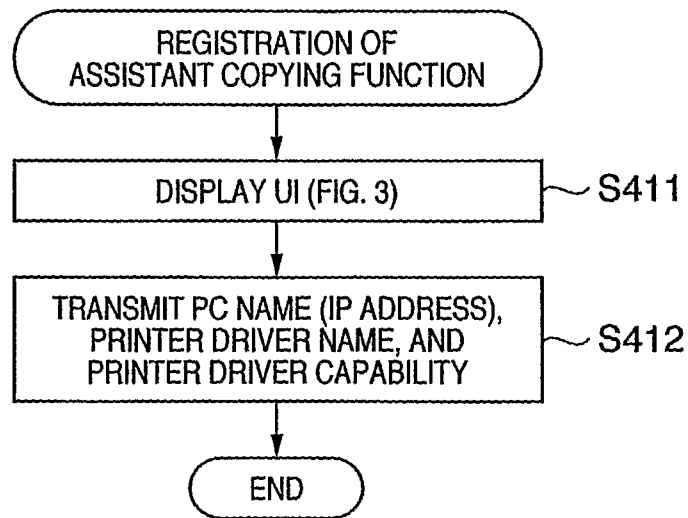 REGISTRATION OF
ASSISTANT COPYING FUNCTION
DISPLAY UI (FIG. 3)
S411
TRANSMIT PC NAME (IP ADDRESS),
PRINTER DRIVER NAME, AND
PRINTER DRIVER CAPABILITY
S412
END